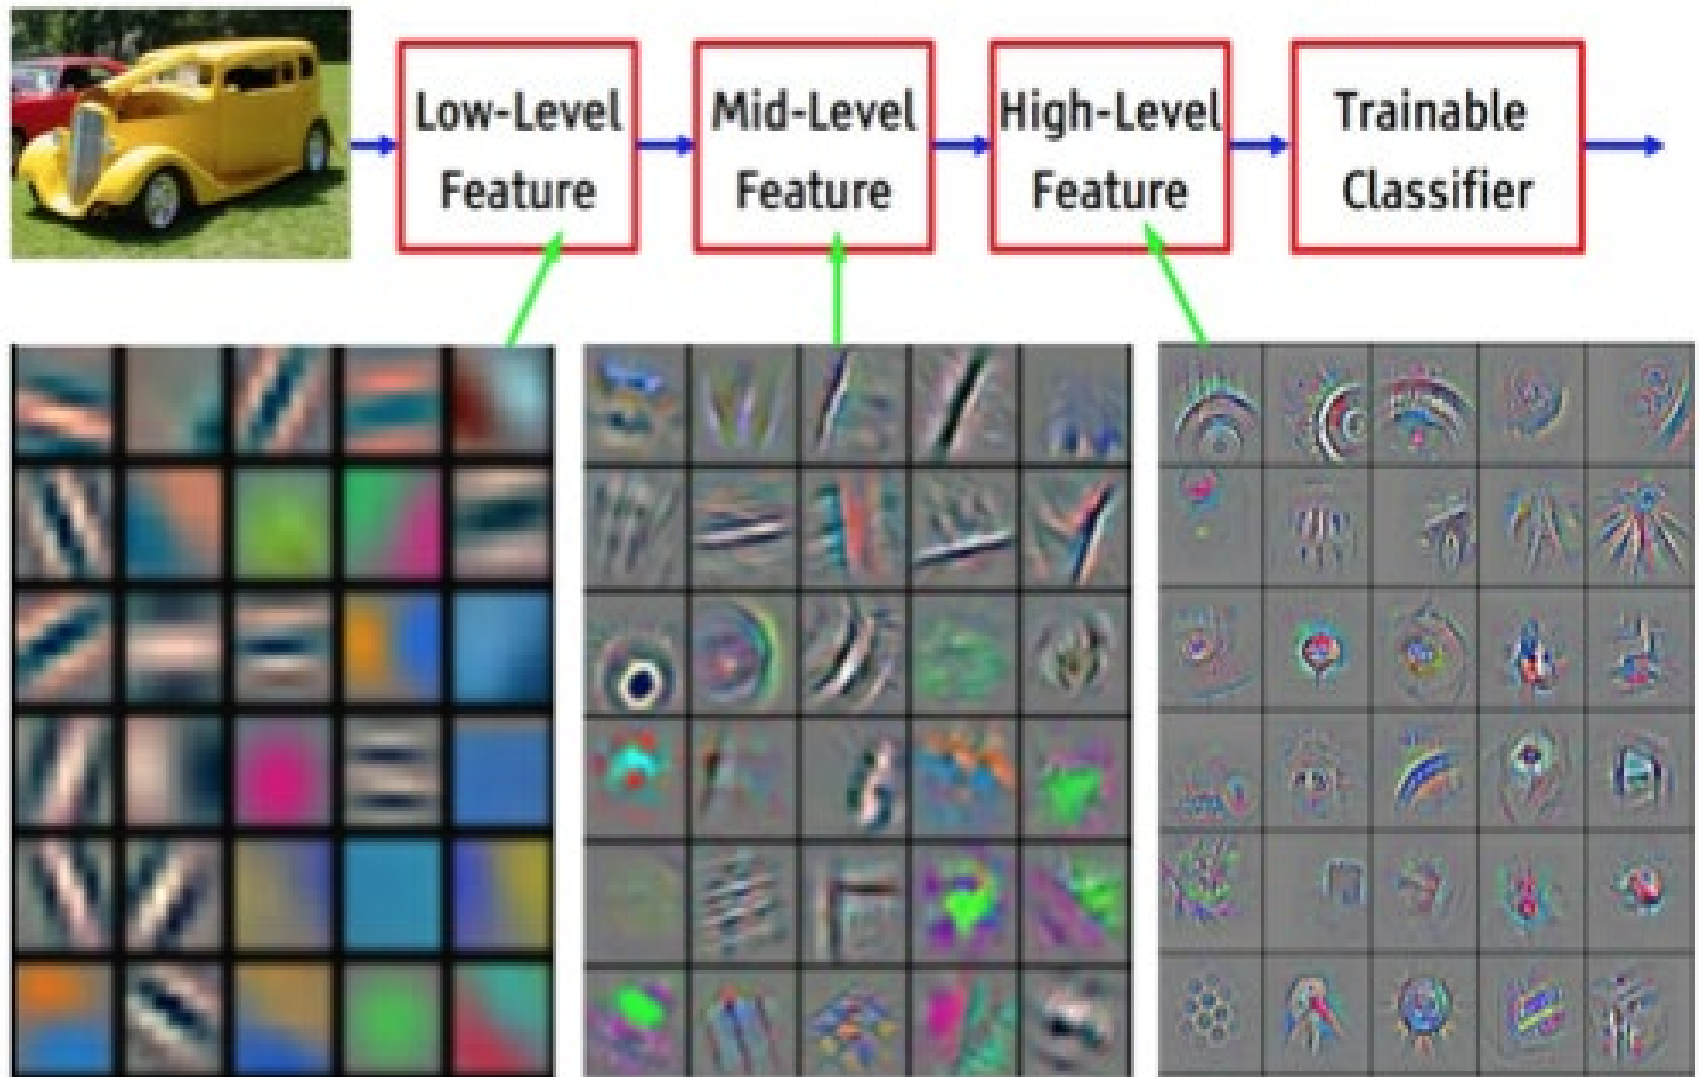 Low-Level
Feature
Mid-Level
Feature
High-Level
Feature
Trainable
Classifier